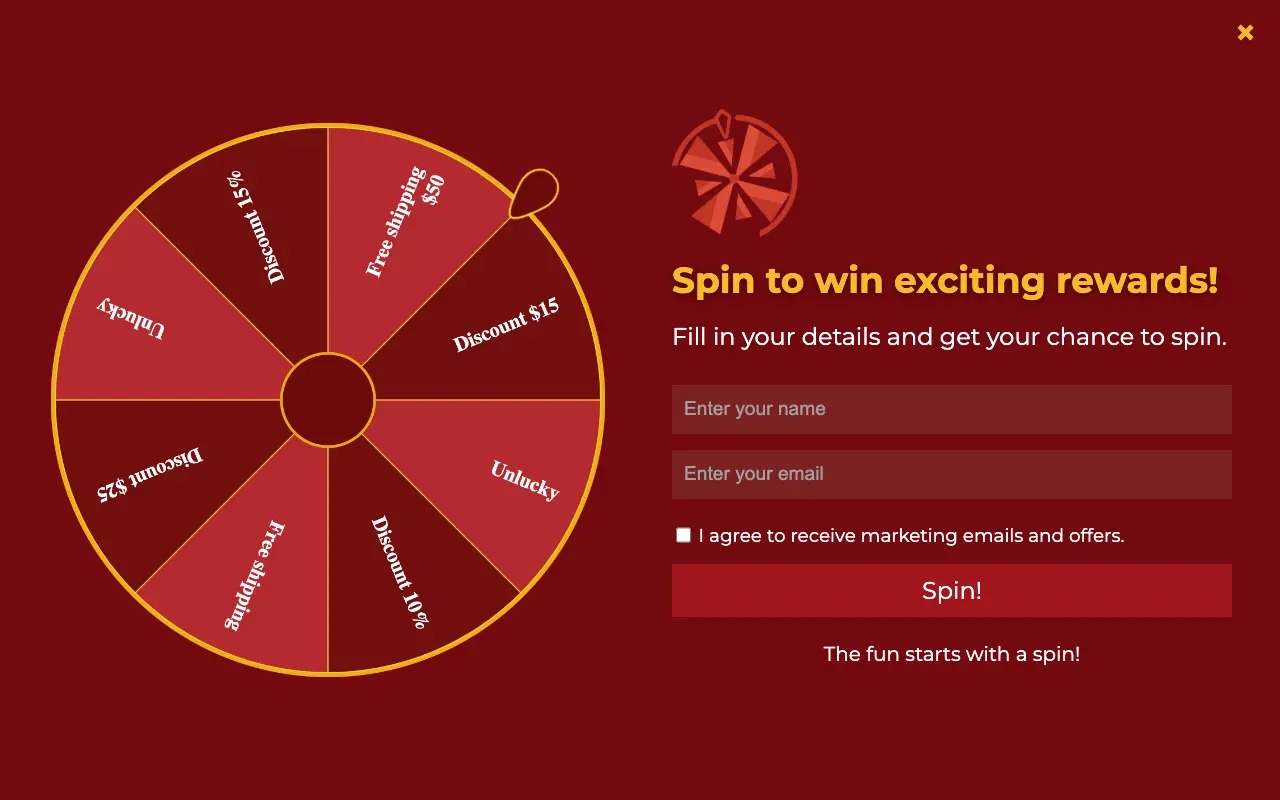 Discount 15%
Free shipping
$50
Discount $15
Unlucky
Discount 10%
Free shipping
Discount $25
Unlucky
Spin to win exciting rewards!
Fill in your details and get your chance to spin.
Enter your name
Enter your email
I agree to receive marketing emails and offers.
Spin!
The fun starts with a spin!